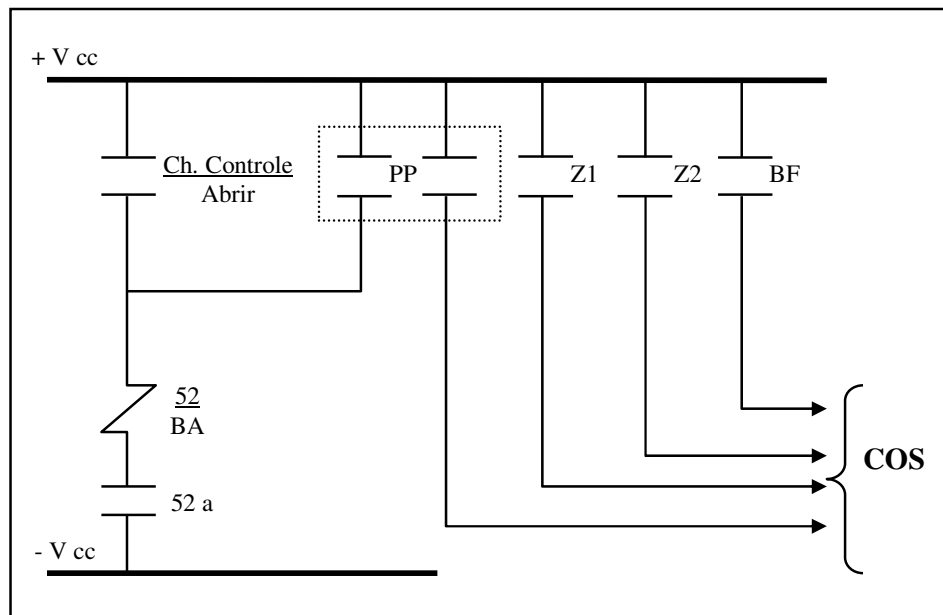 + V cc
Ch. Controle
Abrir
PP
Z1
Z2
BF
52
BA
COS
52 a
- V cc